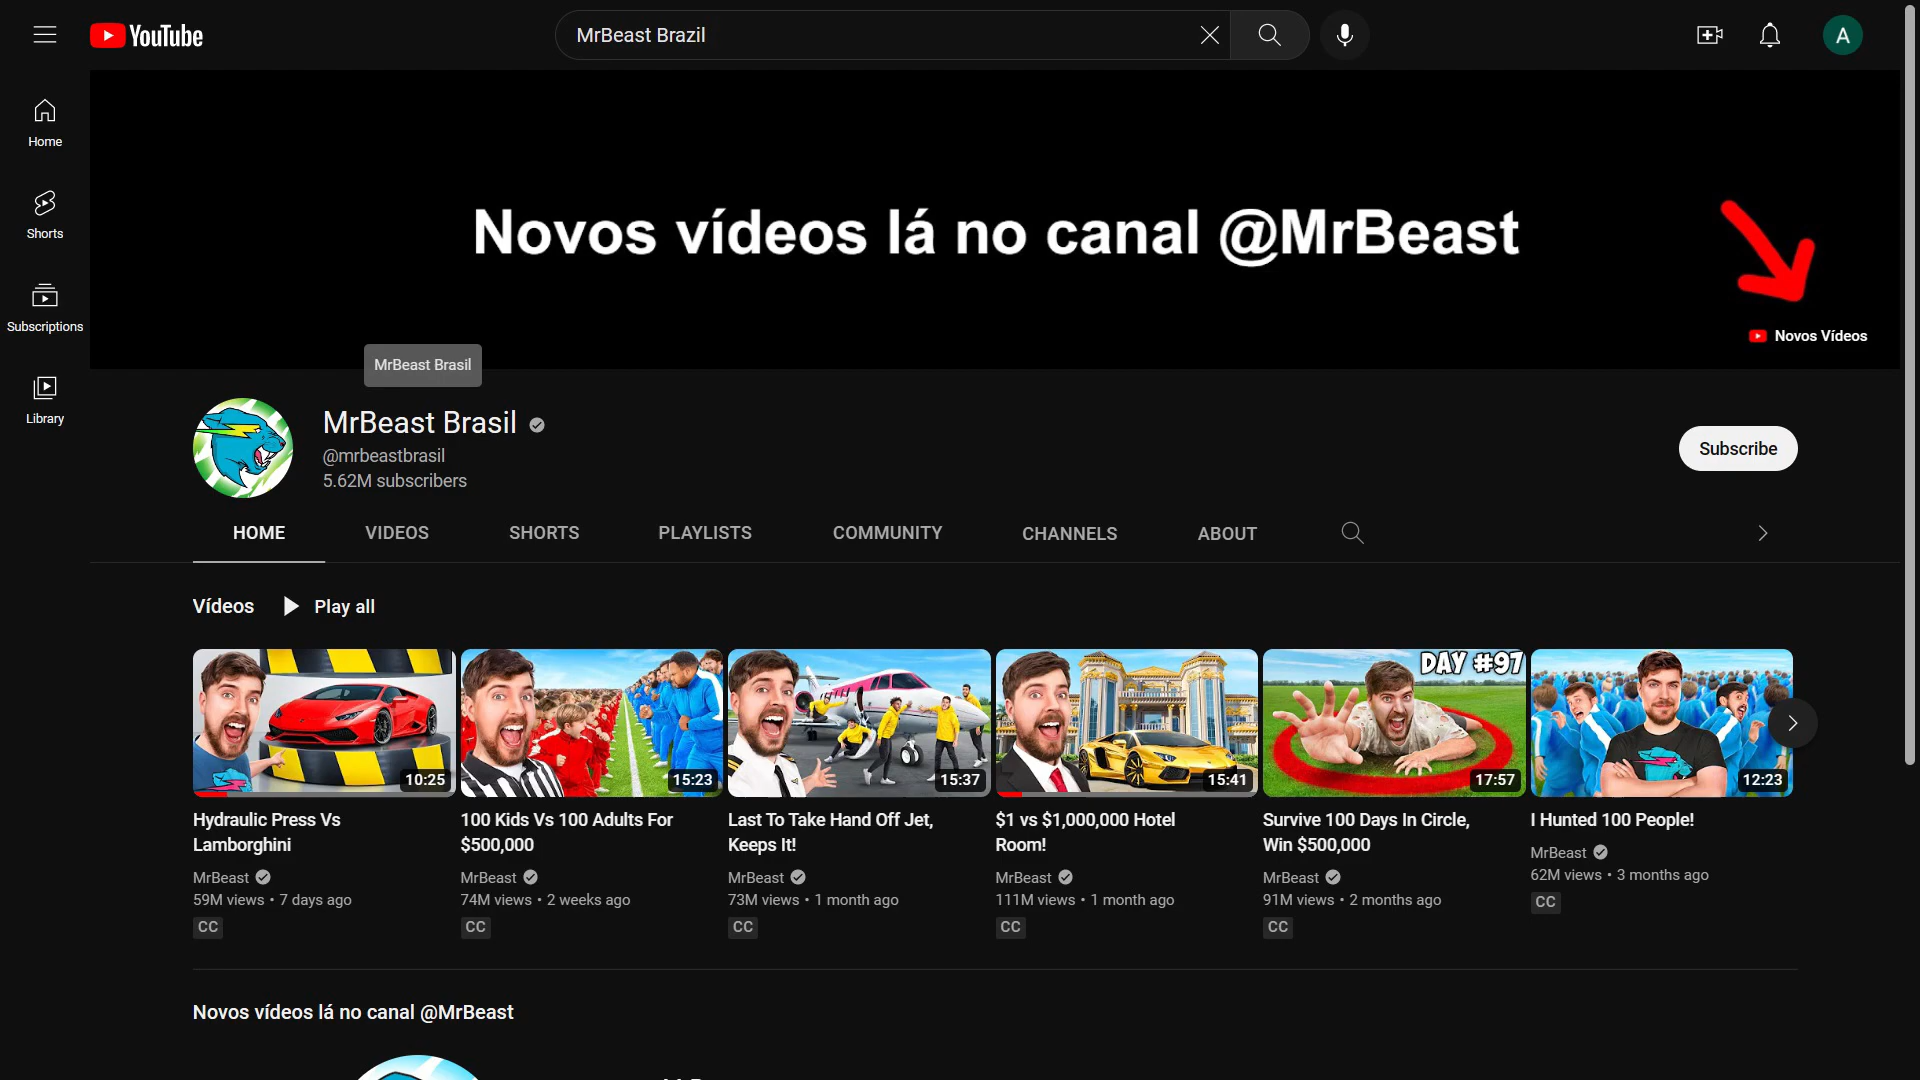 YouTube
MrBeast Brazil
A
Home
Shorts
Subscriptions
Library
Novos vídeos lá no canal @MrBeast
Novos Vídeos
MrBeast Brasil
MrBeast Brasil
@mrbeastbrasil
5.62M subscribers
Subscribe
HOME
VIDEOS
SHORTS
PLAYLISTS
COMMUNITY
CHANNELS
ABOUT
Vídeos
Play all
10:25
Hydraulic Press Vs
Lamborghini
MrBeast
59M views • 7 days ago
CC
15:23
100 Kids Vs 100 Adults For
$500,000
MrBeast
74M views • 2 weeks ago
CC
15:37
Last To Take Hand Off Jet,
Keeps It!
MrBeast
73M views • 1 month ago
CC
15:41
$1 vs $1,000,000 Hotel
Room!
MrBeast
111M views • 1 month ago
CC
DAY #97
17:57
Survive 100 Days In Circle,
Win $500,000
MrBeast
91M views • 2 months ago
CC
12:23
I Hunted 100 People!
MrBeast
62M views • 3 months ago
CC
Novos vídeos lá no canal @MrBeast